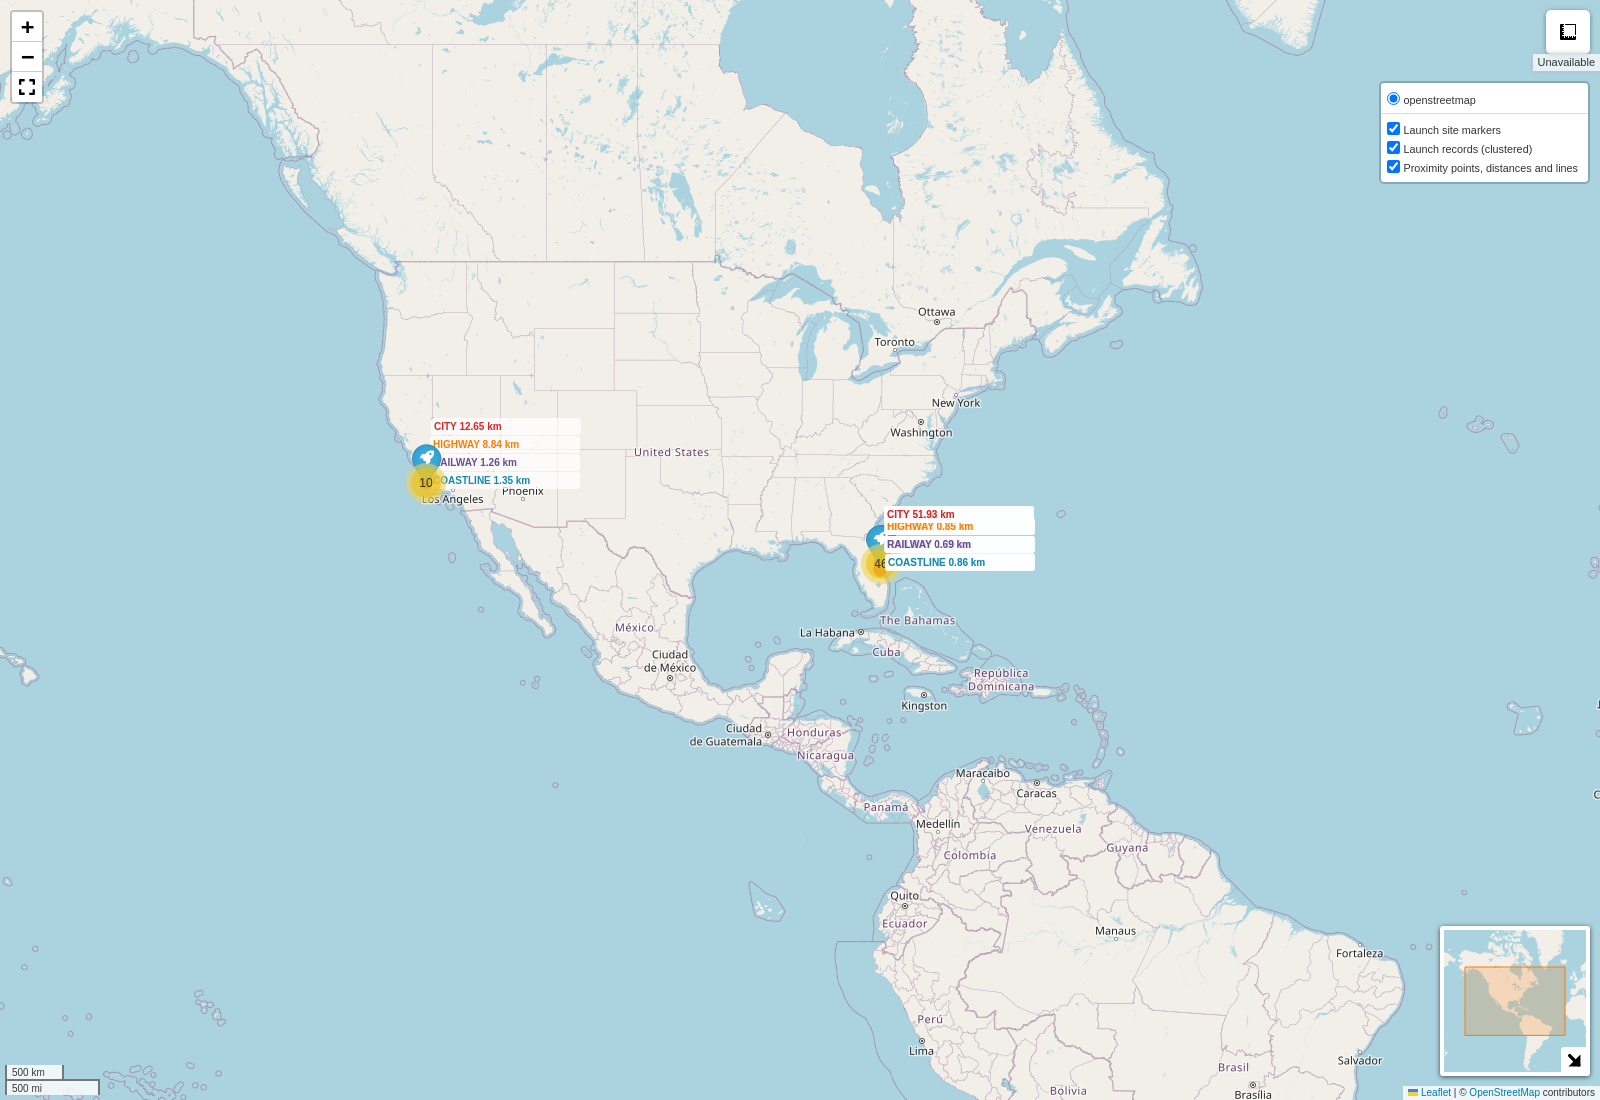 +
−
Unavailable
openstreetmap
Launch site markers
Launch records (clustered)
Proximity points, distances and lines
Ottawa
Toronto
New York
Washington
United States
CITY 12.65 km
HIGHWAY 8.84 km
AILWAY 1.26 km
COASTLINE 1.35 km
10
Los Angeles
Phoenix
CITY 51.93 km
HIGHWAY 0.85 km
RAILWAY 0.69 km
COASTLINE 0.86 km
46
The Bahamas
México
La Habana
Cuba
Ciudad
de México
República
Dominicana
Kingston
Ciudad
de Guatemala
Honduras
Nicaragua
Maracaibo
Caracas
Panamá
Medellín
Venezuela
Guyana
Colombia
Quito
Ecuador
Manaus
Fortaleza
Perú
Lima
Salvador
Brasil
Bolivia
Brasília
500 km
500 mi
Leaflet | © OpenStreetMap contributors